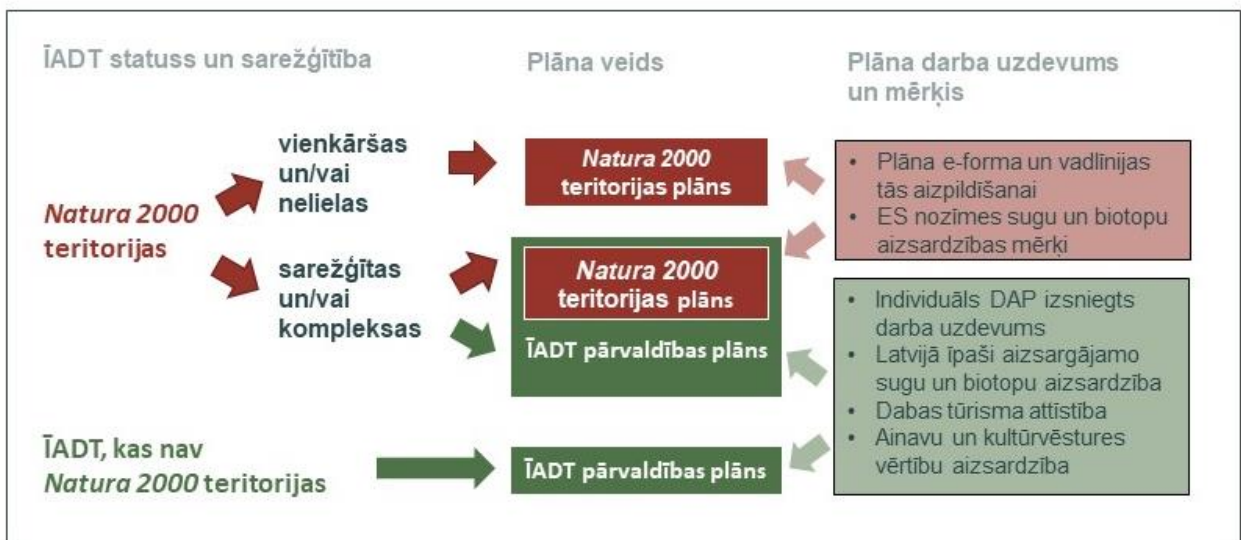 ĪADT statuss un sarežģītība
Plāna veids
Plāna darba uzdevums
un mērķis
Natura 2000
teritorijas
vienkāršas
un/vai
nelielas
sarežģītas
un/vai
kompleksas
ĪADT, kas nav
Natura 2000 teritorijas
Natura 2000
teritorijas plāns
Natura 2000
teritorijas plāns
ĪADT pārvaldības plāns
ĪADT pārvaldības plāns
• Plāna e-forma un vadlīnijas
tās aizpildīšanai
• ES nozīmes sugu un biotopu
aizsardzības mērķi
• Individuāls DAP izsniegts
darba uzdevums
• Latvijā īpaši aizsargājamo
sugu un biotopu aizsardzība
• Dabas tūrisma attīstība
• Ainavu un kultūrvēstures
vērtību aizsardzība